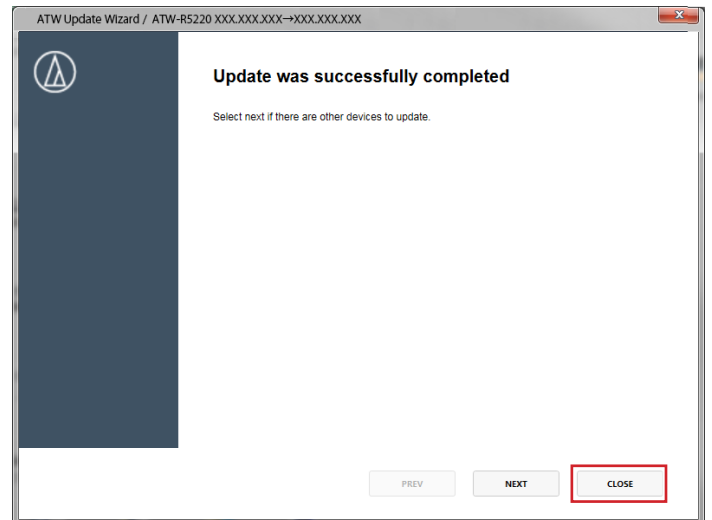 ATW Update Wizard / ATW-R5220 XXX.XXX.XXX→XXX.XXX.XXX
X
Update was successfully completed
Select next if there are other devices to update.
PREV NEXT CLOSE